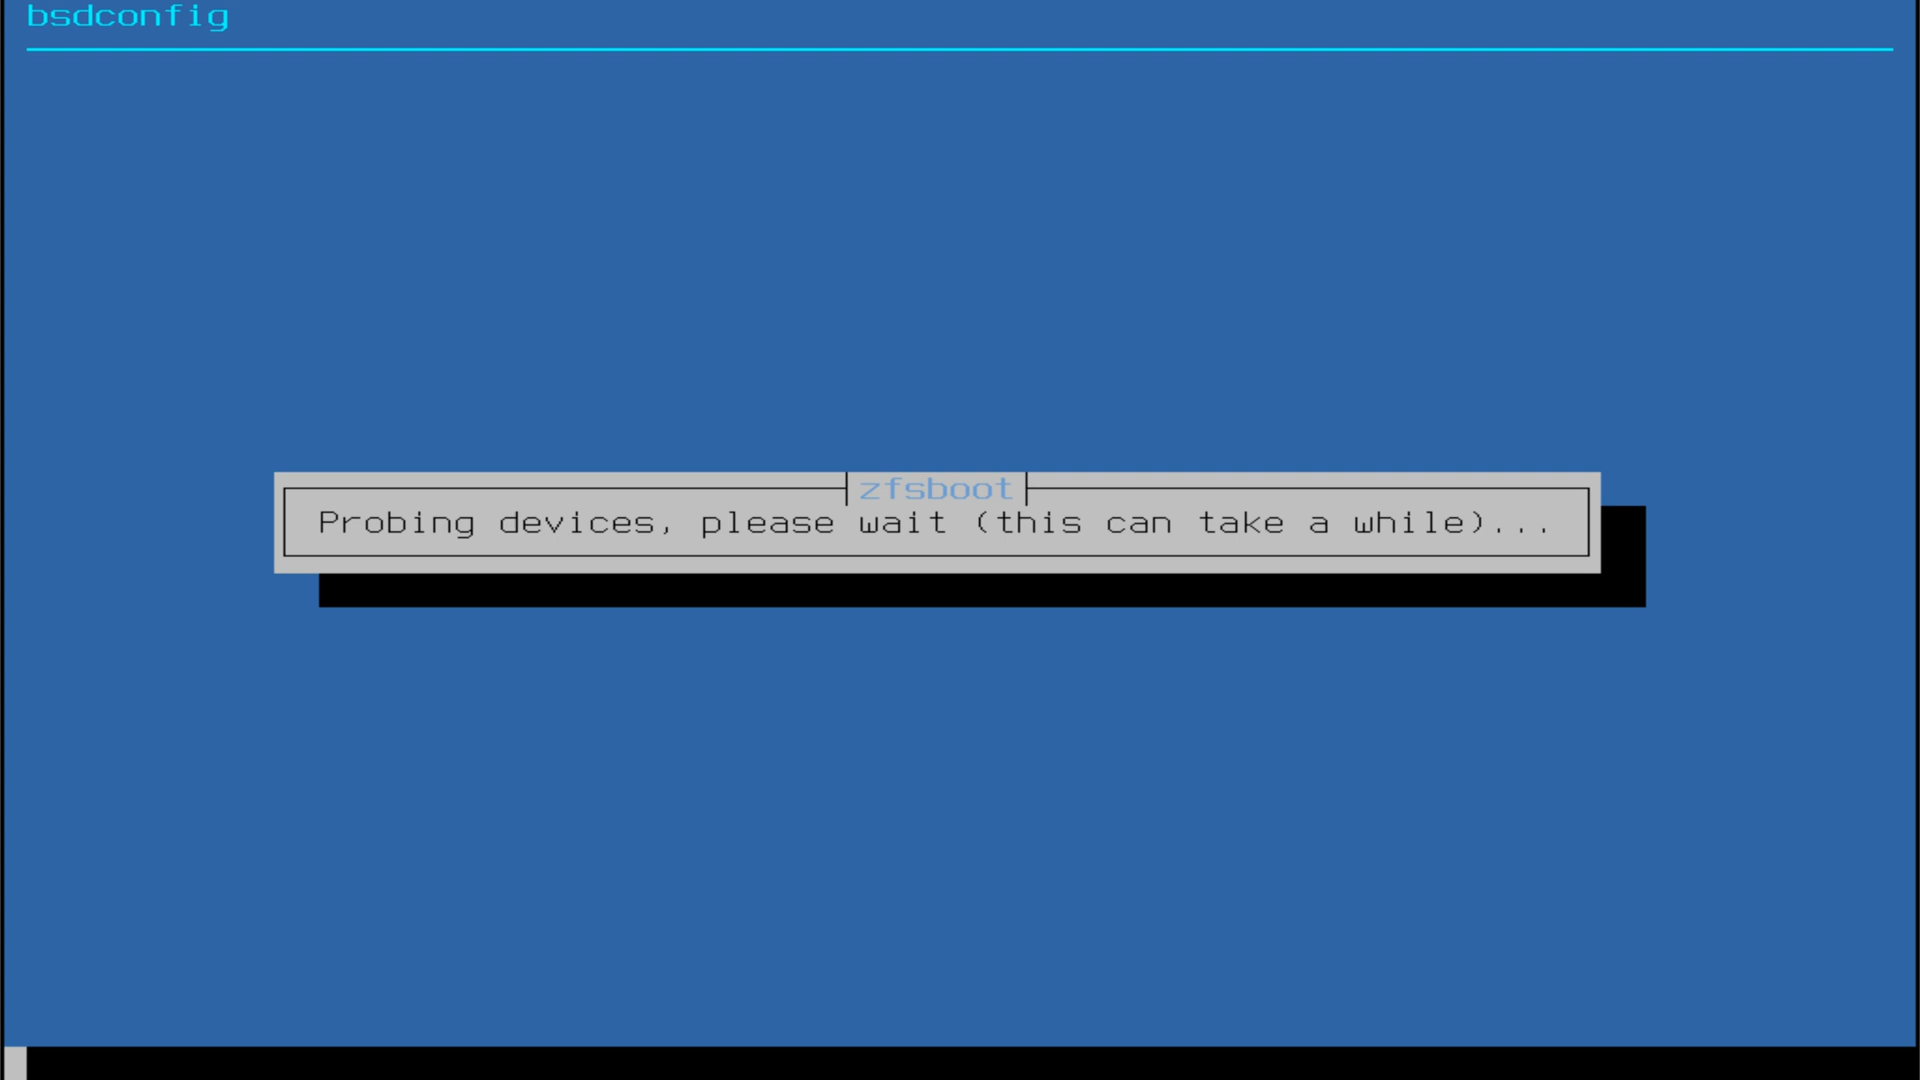 bsdconfig
zfsboot
Probing devices, please wait (this can take a while)...